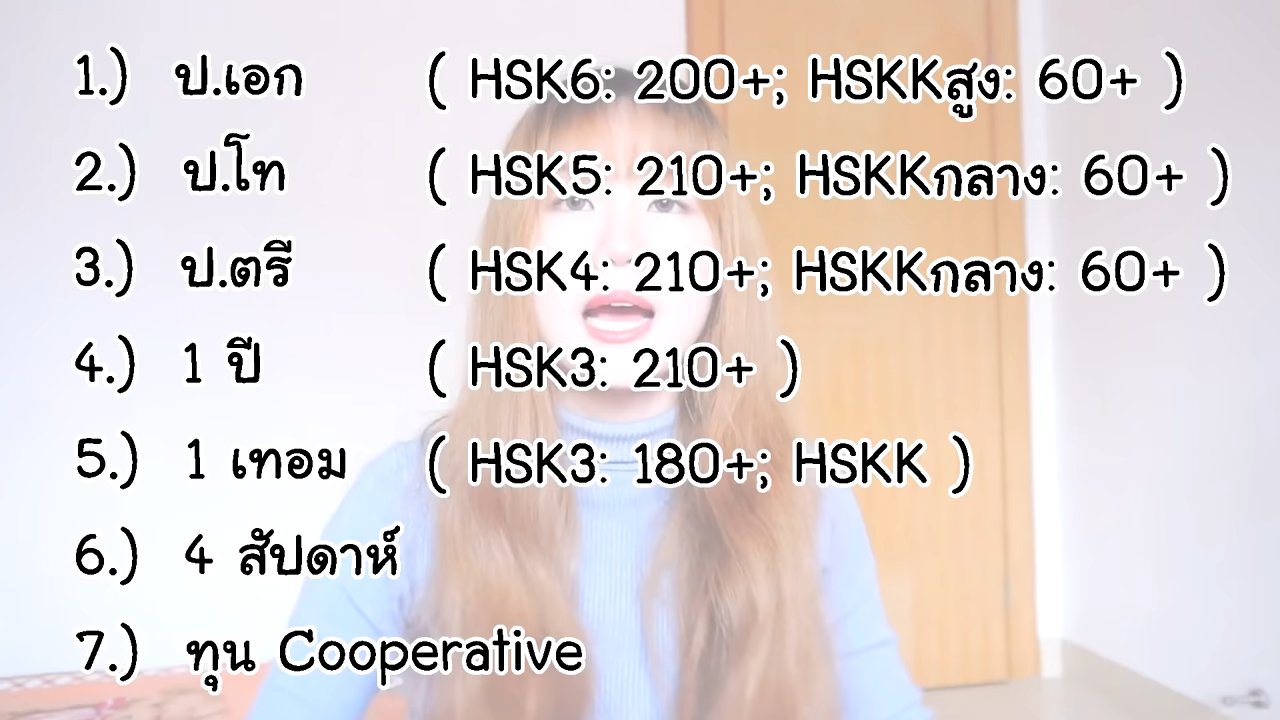 1.) ป.เอก ( HSK6: 200+; HSKKสูง: 60+ )
2.) ป.โท ( HSK5: 210+; HSKKกลาง: 60+ )
3.) ป.ตรี ( HSK4: 210+; HSKKกลาง: 60+ )
4.) 1 ปี ( HSK3: 210+ )
5.) 1 เทอม ( HSK3: 180+; HSKK )
6.) 4 สัปดาห์
7.) ทุน Cooperative